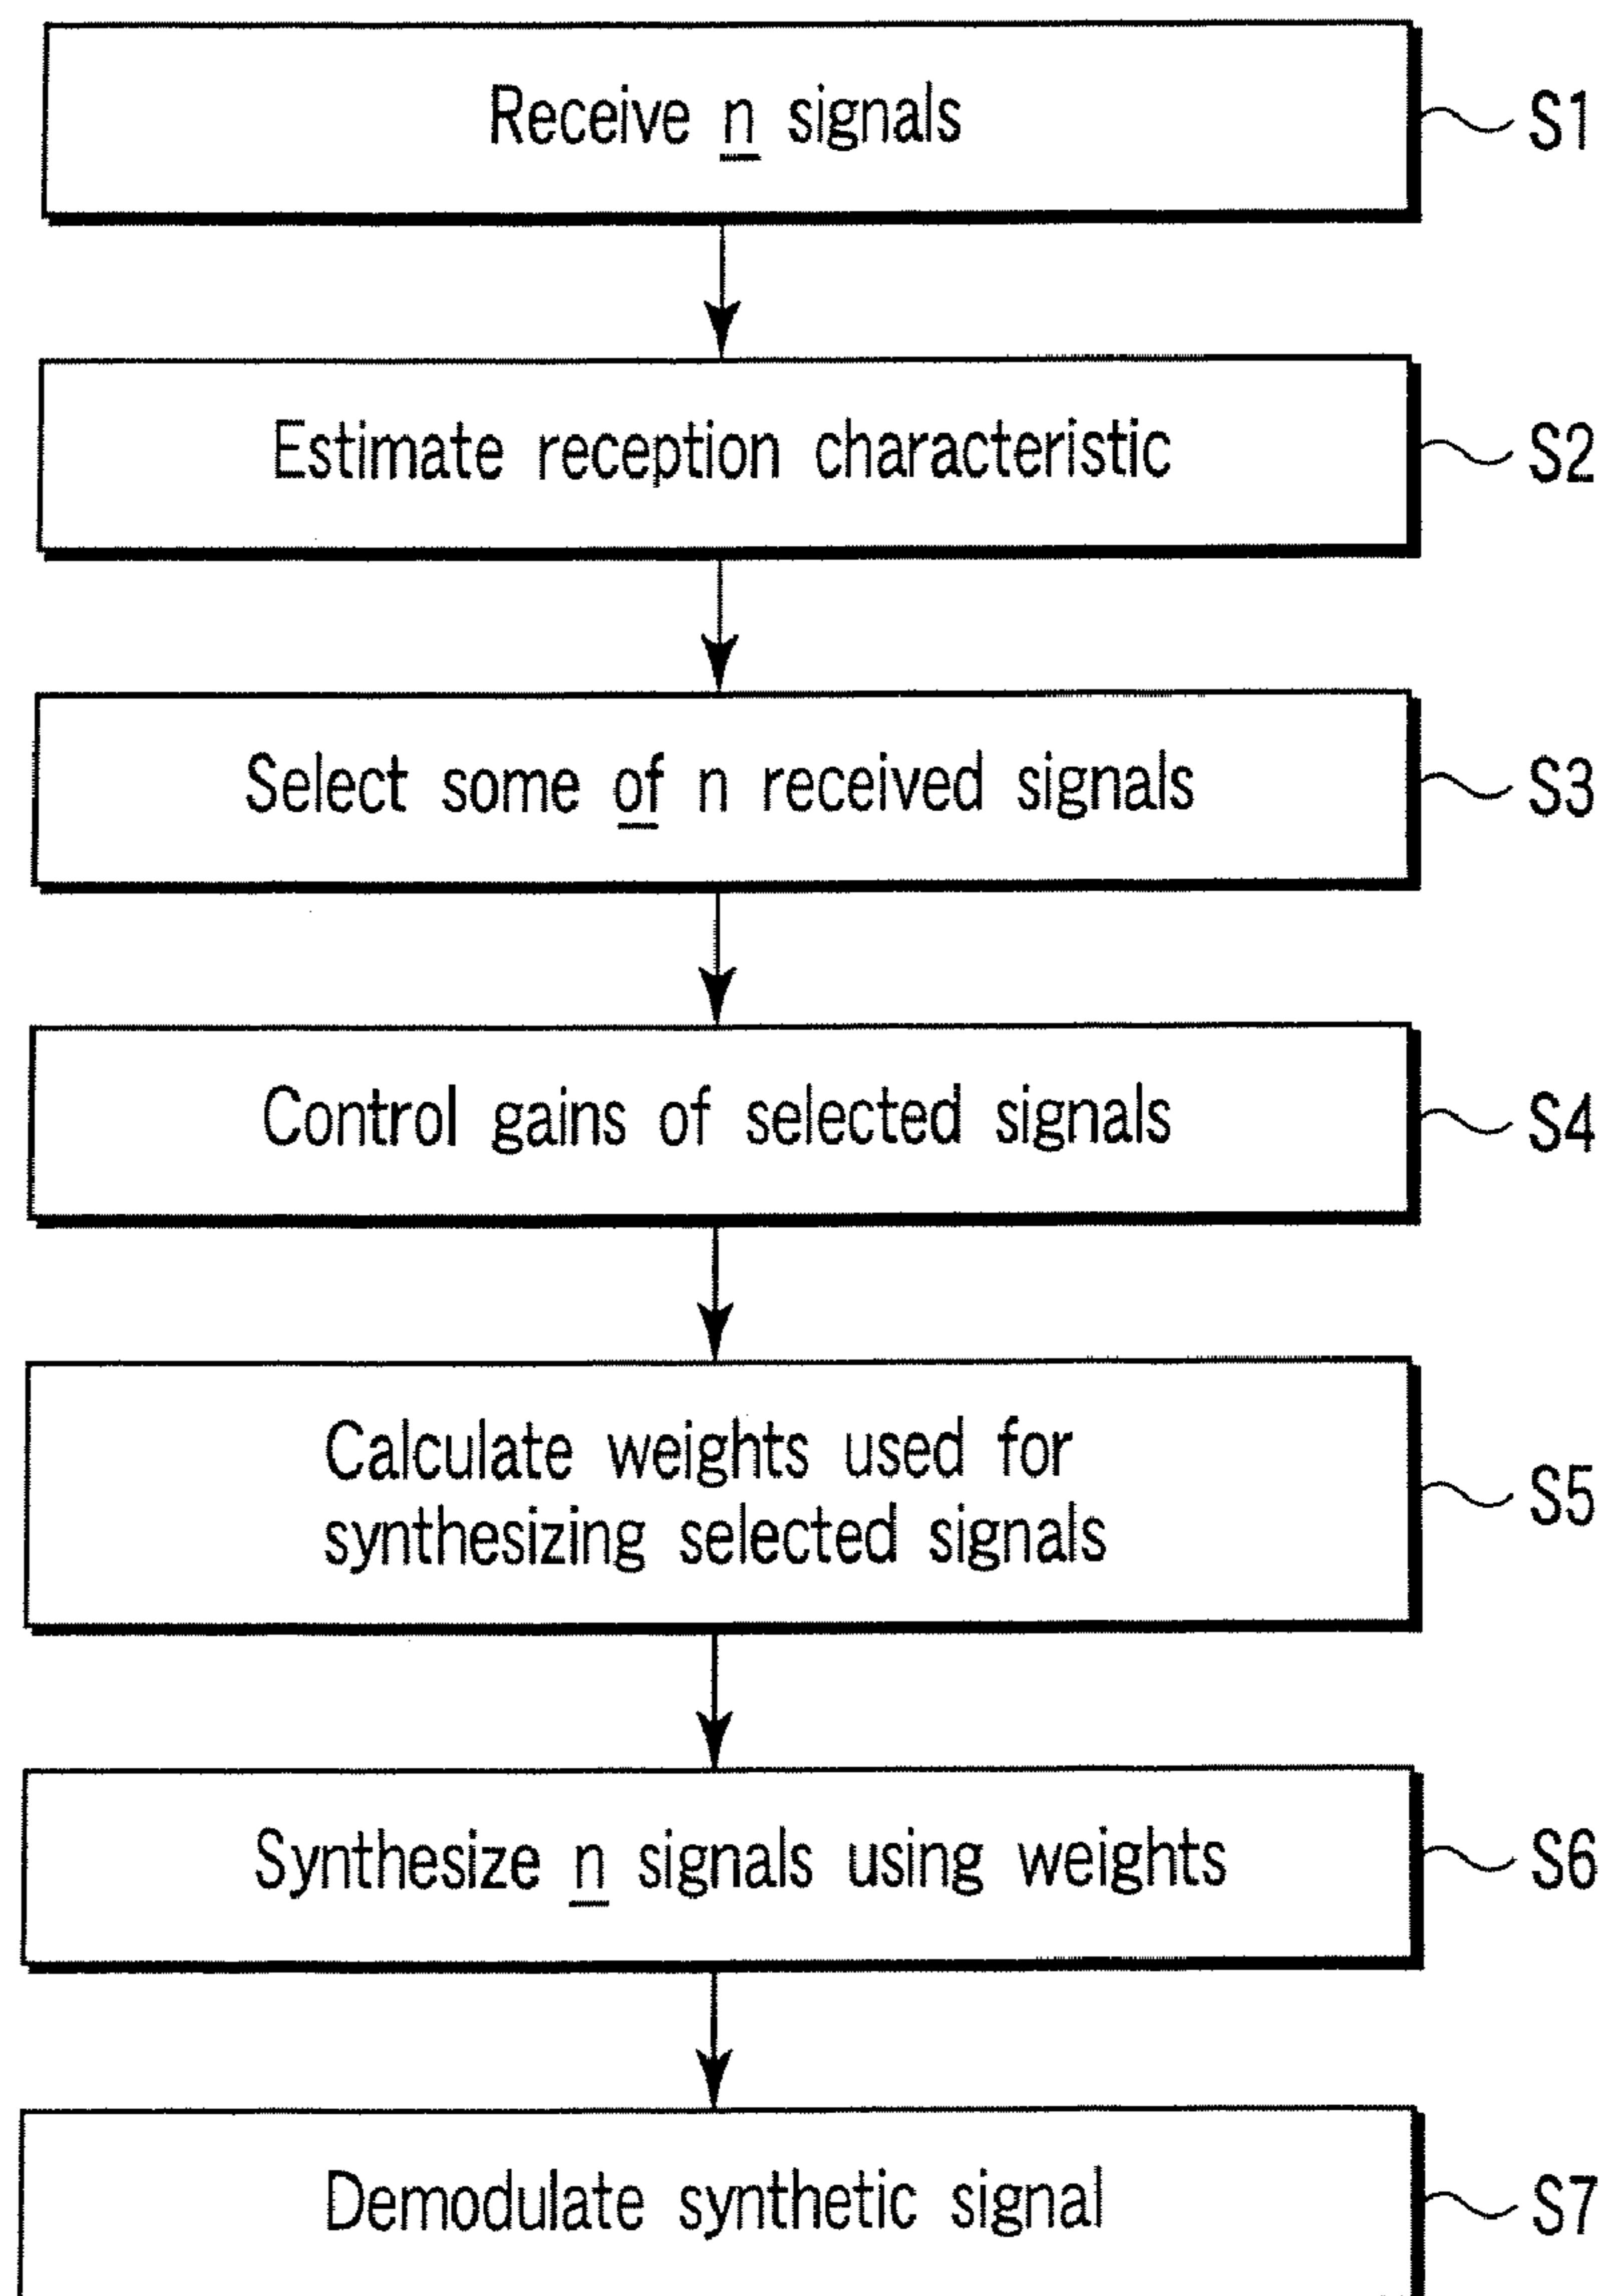 Receive n signals S1
Estimate reception characteristic S2
Select some of n received signals S3
Control gains of selected signals S4
Calculate weights used for
synthesizing selected signals S5
Synthesize n signals using weights S6
Demodulate synthetic signal S7